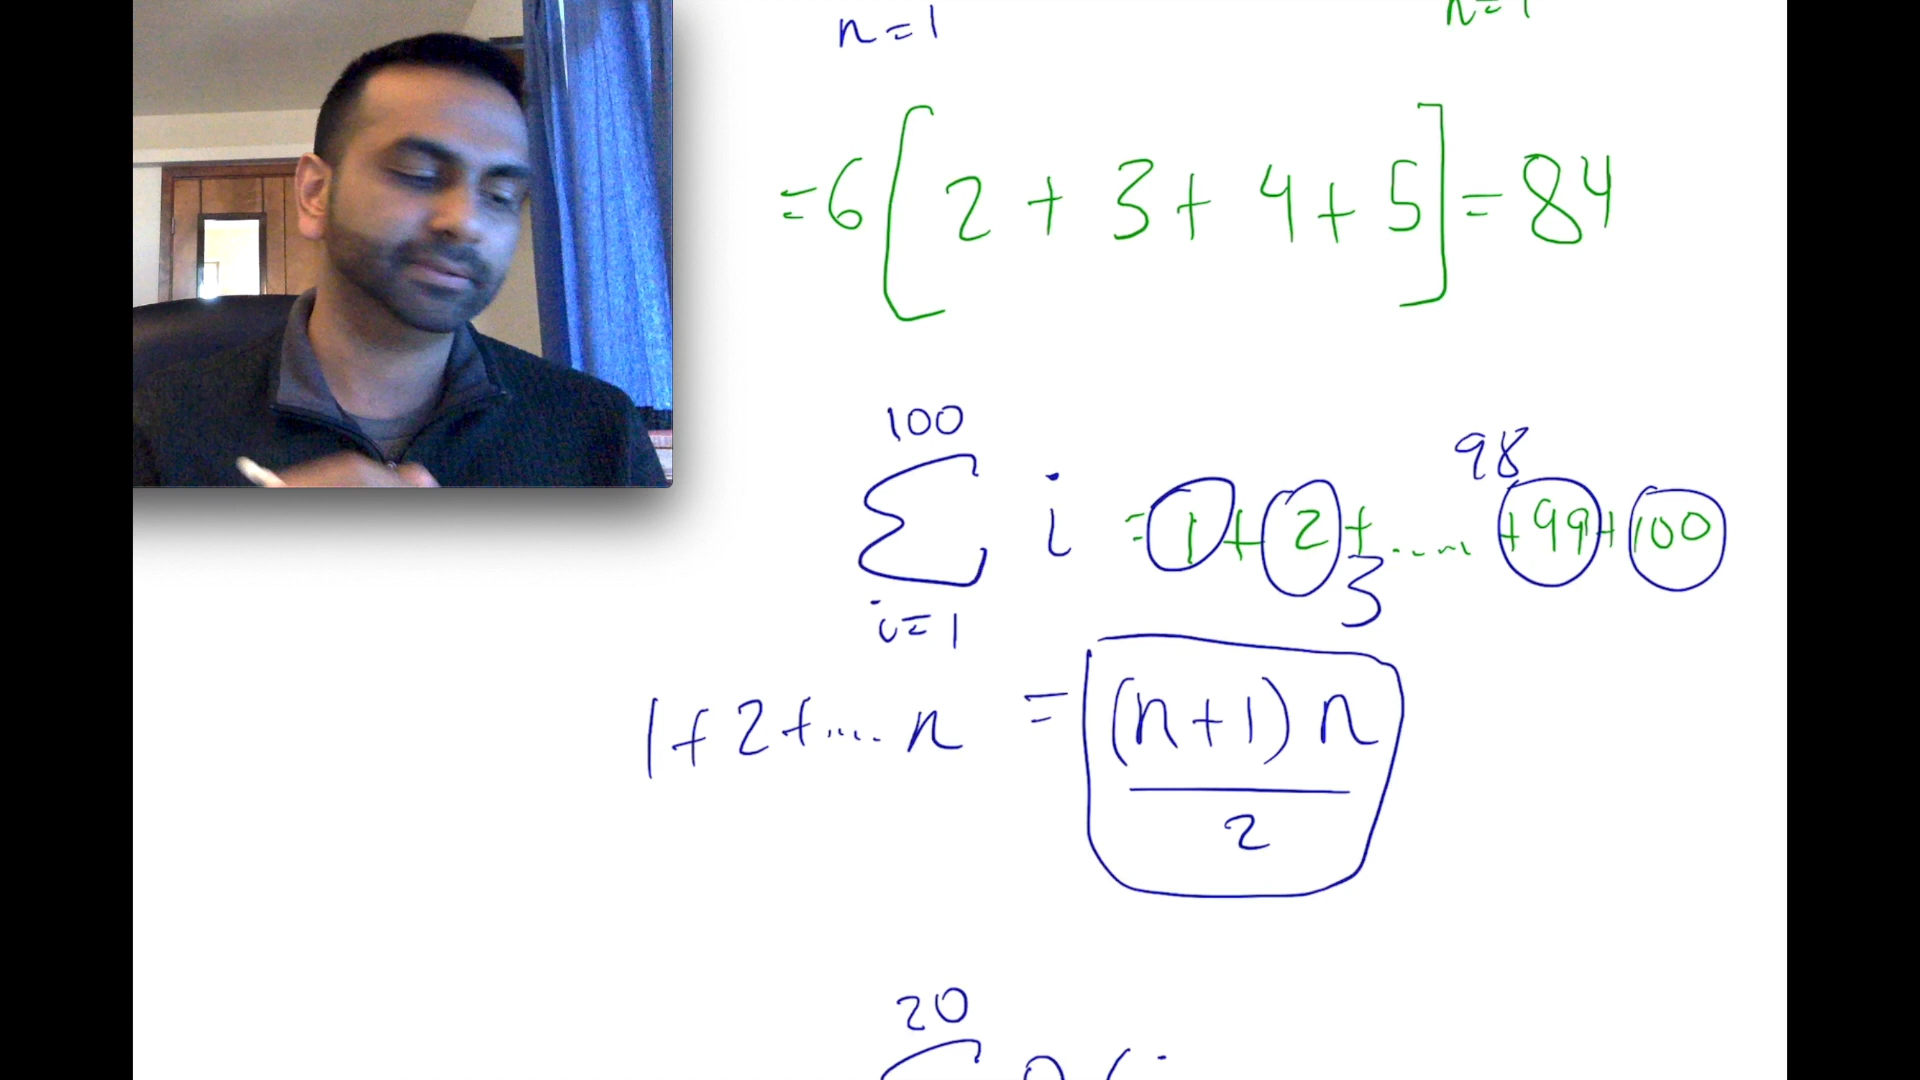 n=1 n=1
=6[2+3+4+5]=84
100 98
∑ i =1+2+.....+99+100
i=1 3
1+2+....n = (n+1)n
2
20